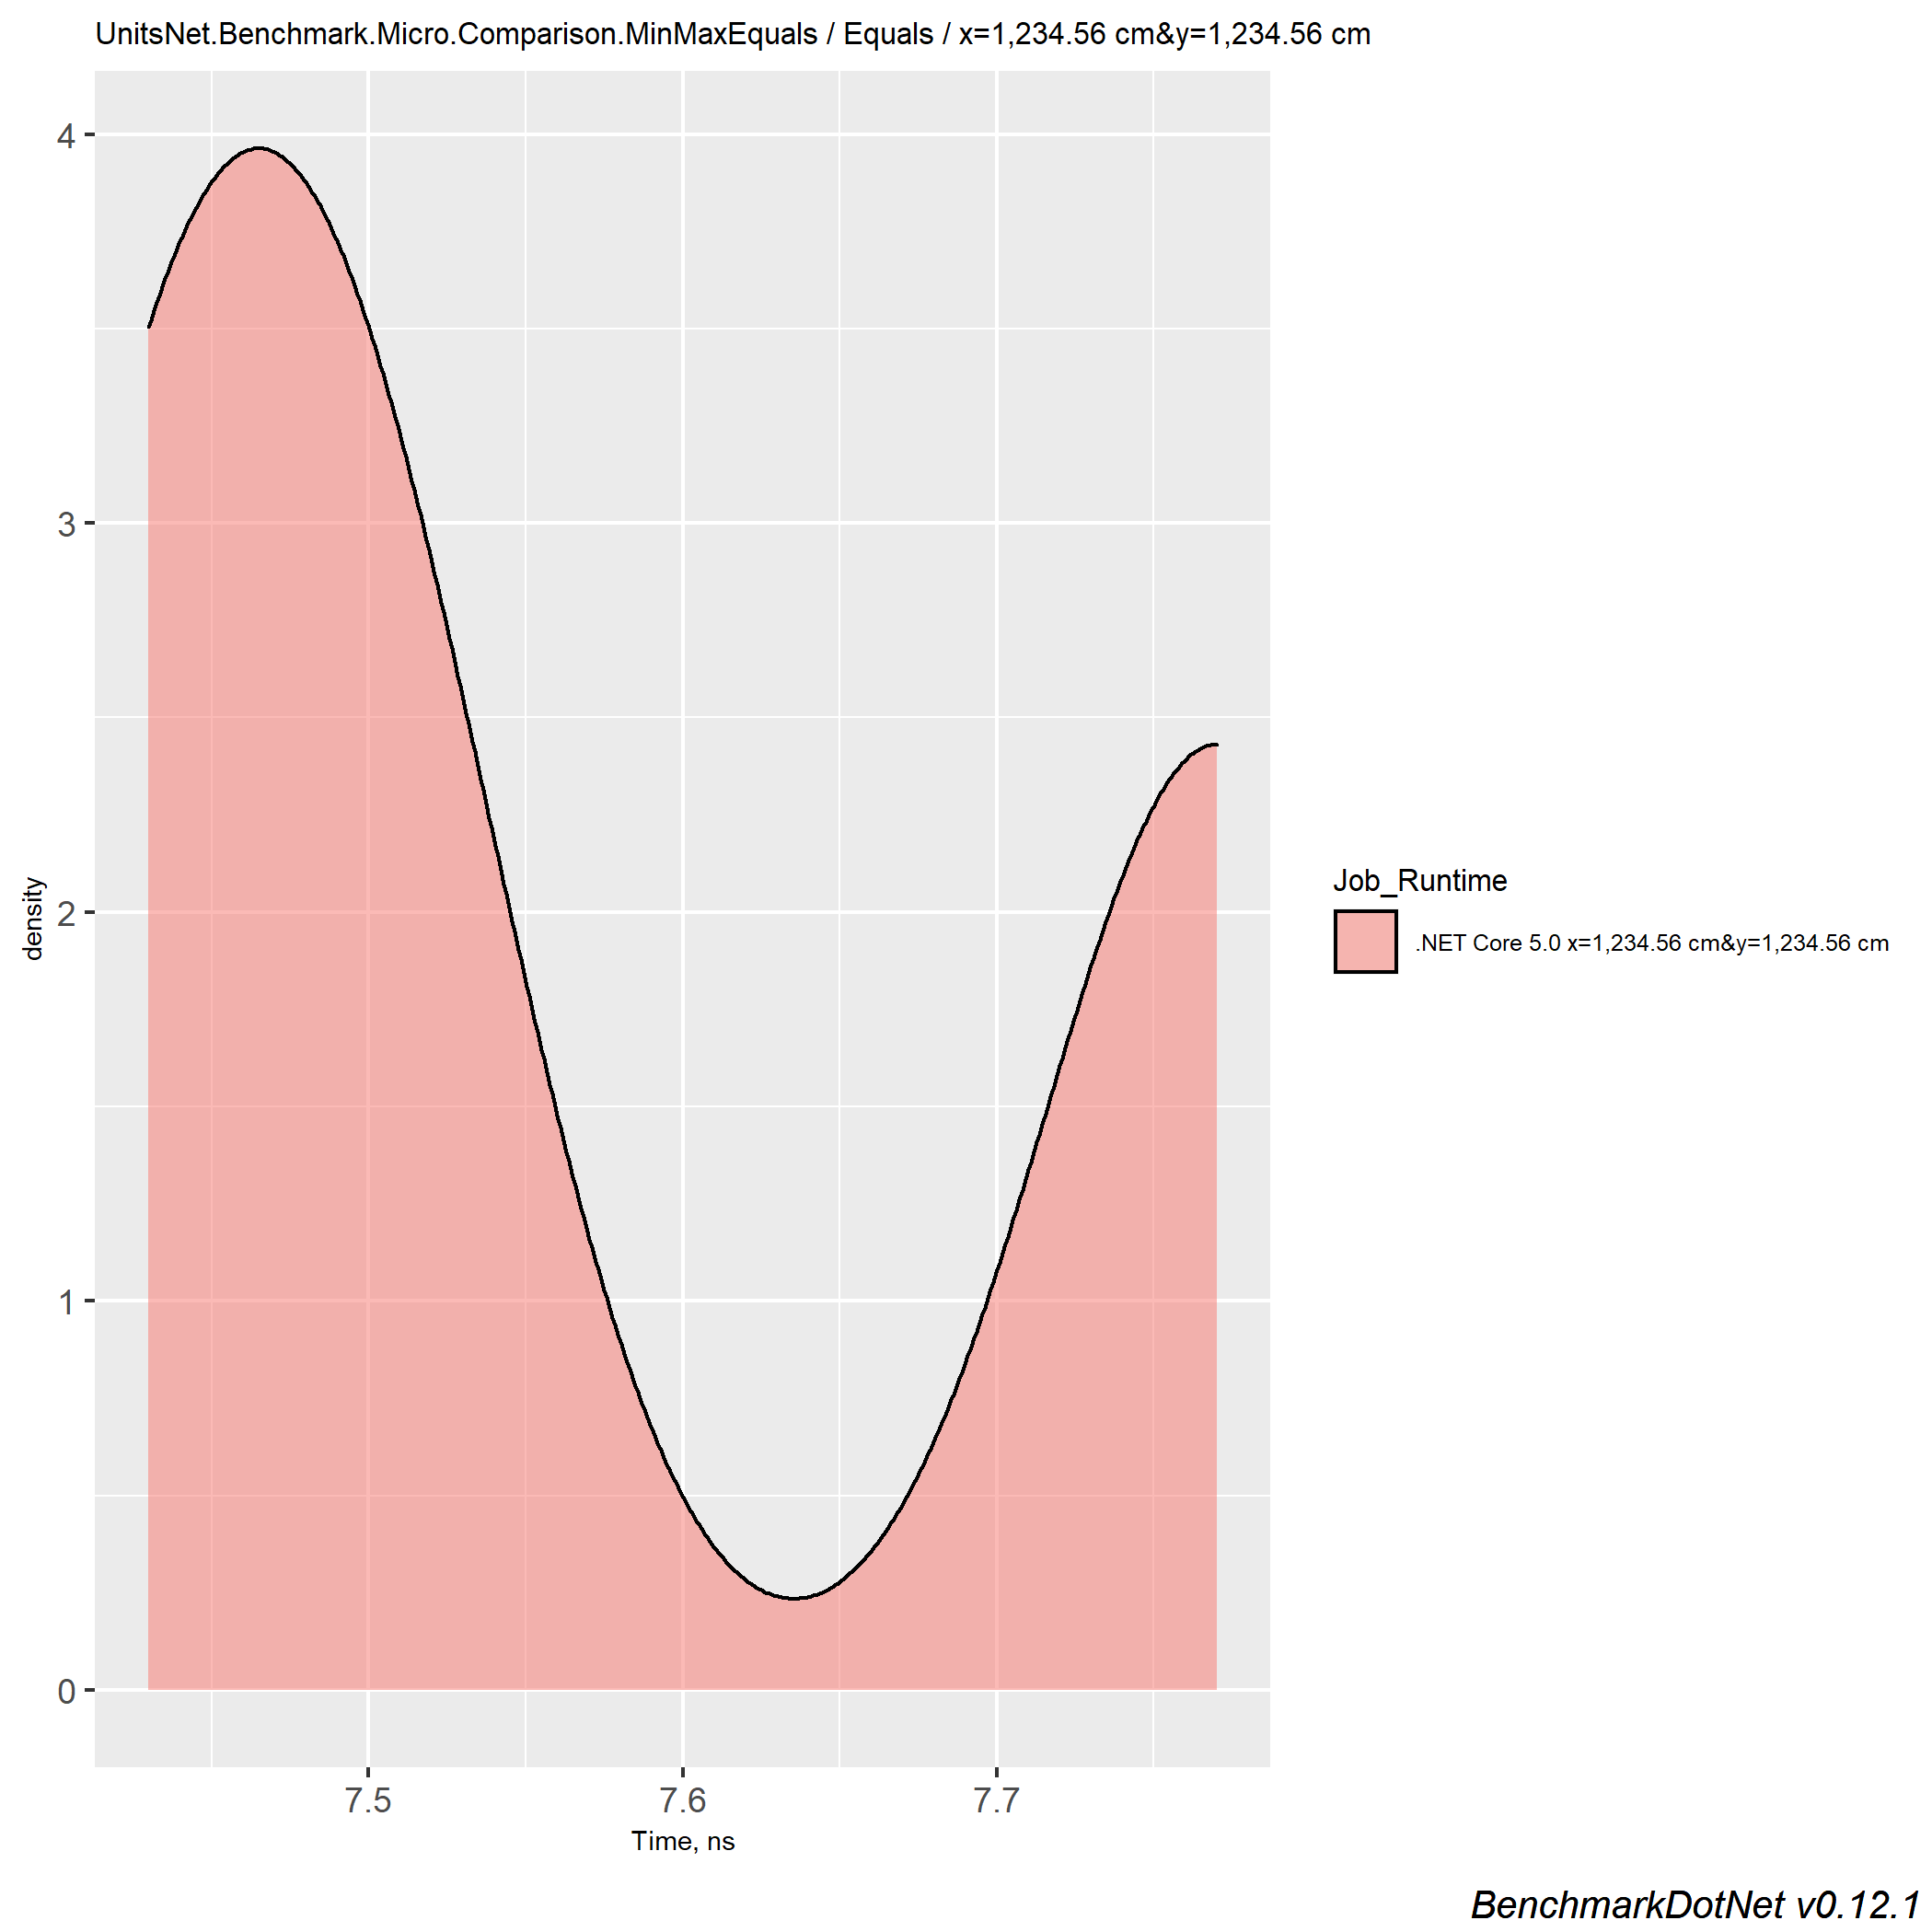 UnitsNet.Benchmark.Micro.Comparison.MinMaxEquals / Equals / x=1,234.56 cm&y=1,234.56 cm
4
3
2
1
0
density
7.5 7.6 7.7
Time, ns
Job_Runtime
.NET Core 5.0 x=1,234.56 cm&y=1,234.56 cm
BenchmarkDotNet v0.12.1